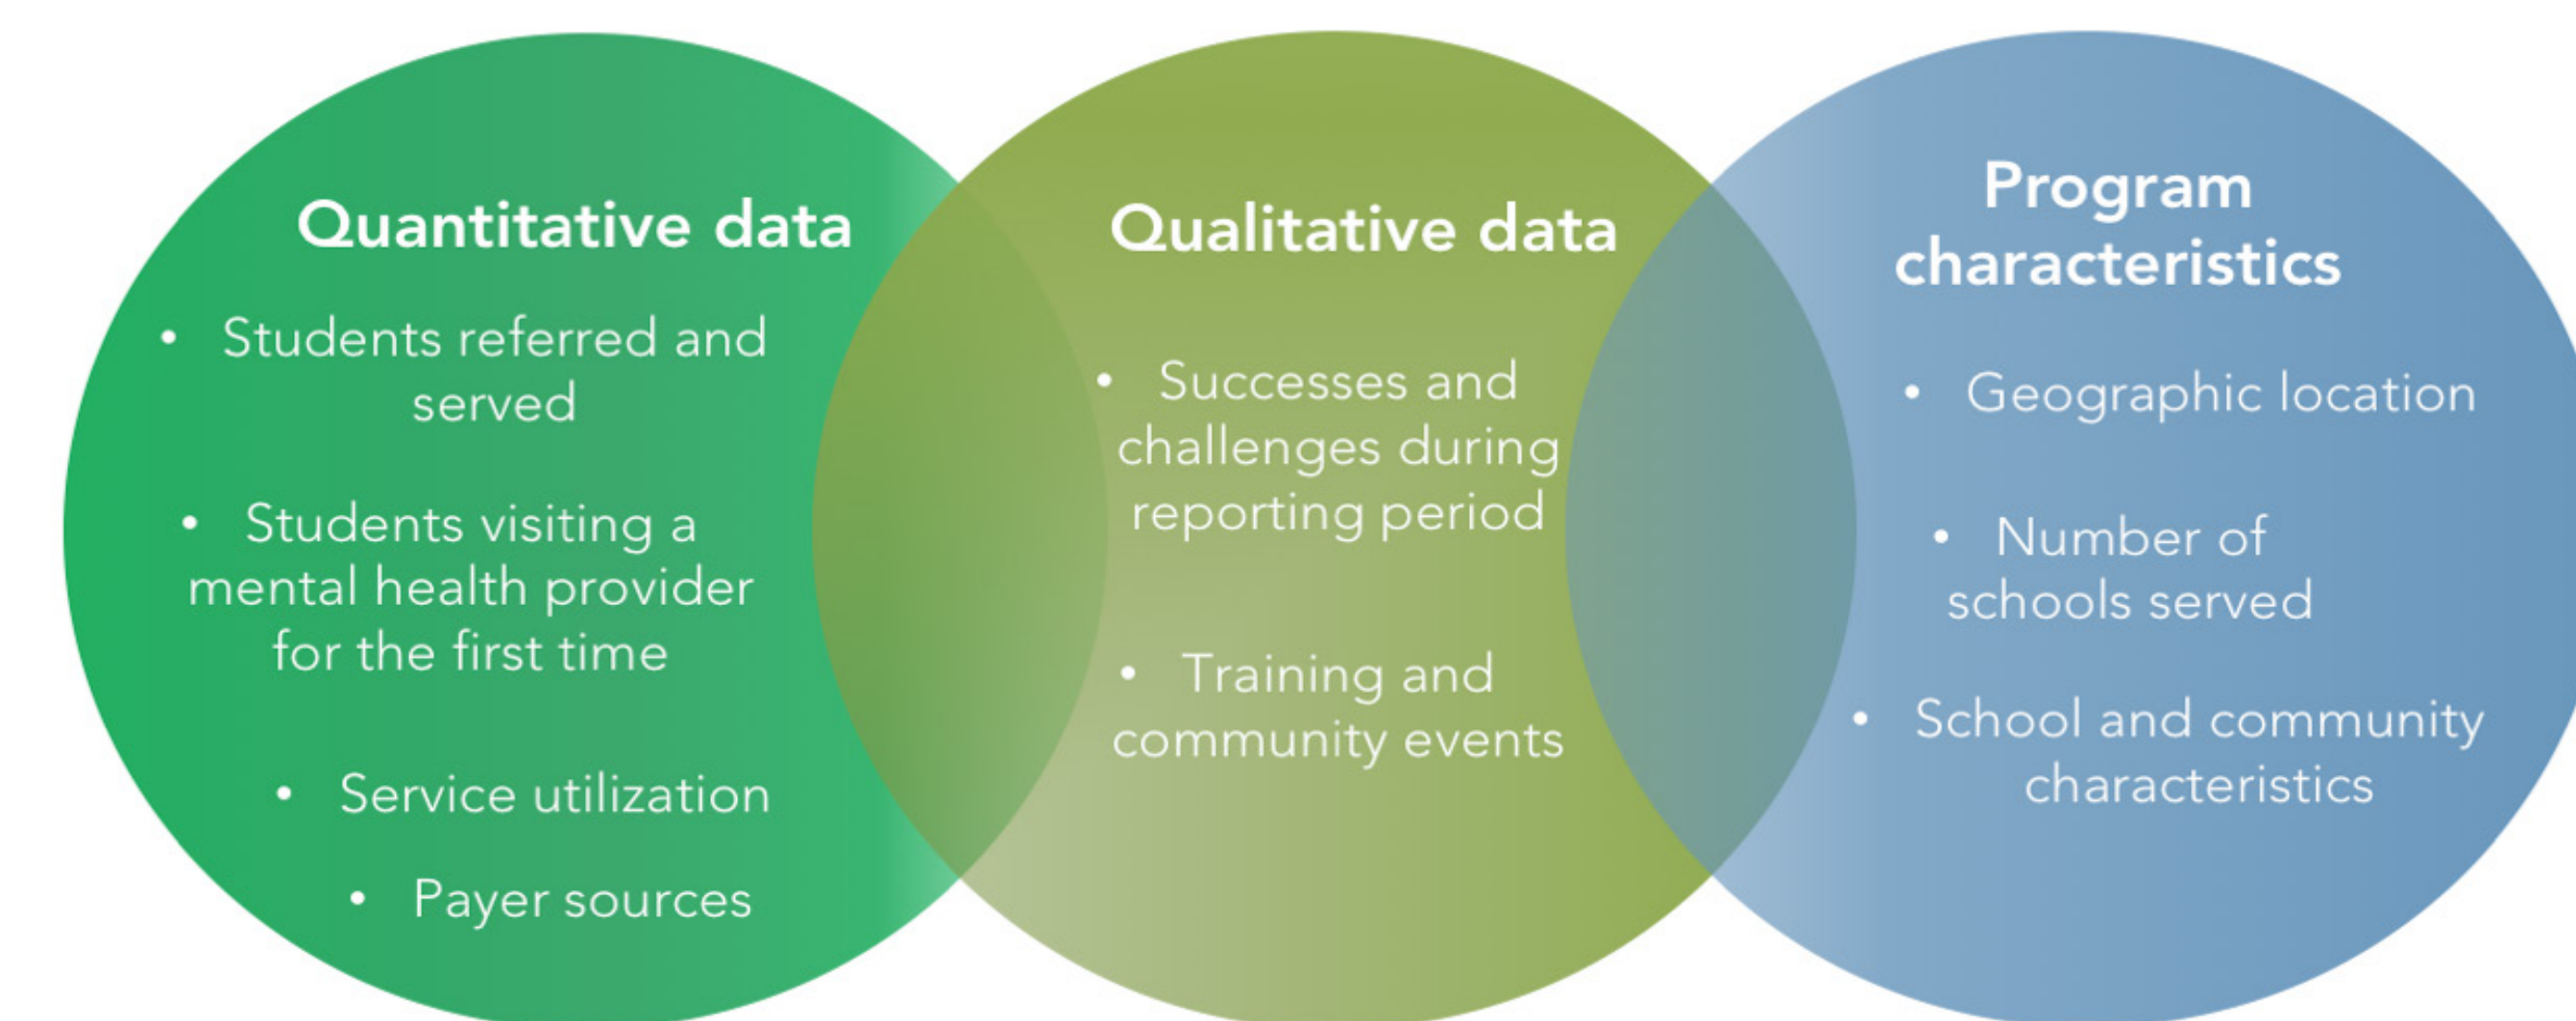 Quantitative data
• Students referred and
served
• Students visiting a
mental health provider
for the first time
• Service utilization
• Payer sources
Qualitative data
• Successes and
challenges during
reporting period
• Training and
community events
Program
characteristics
• Geographic location
• Number of
schools served
• School and community
characteristics